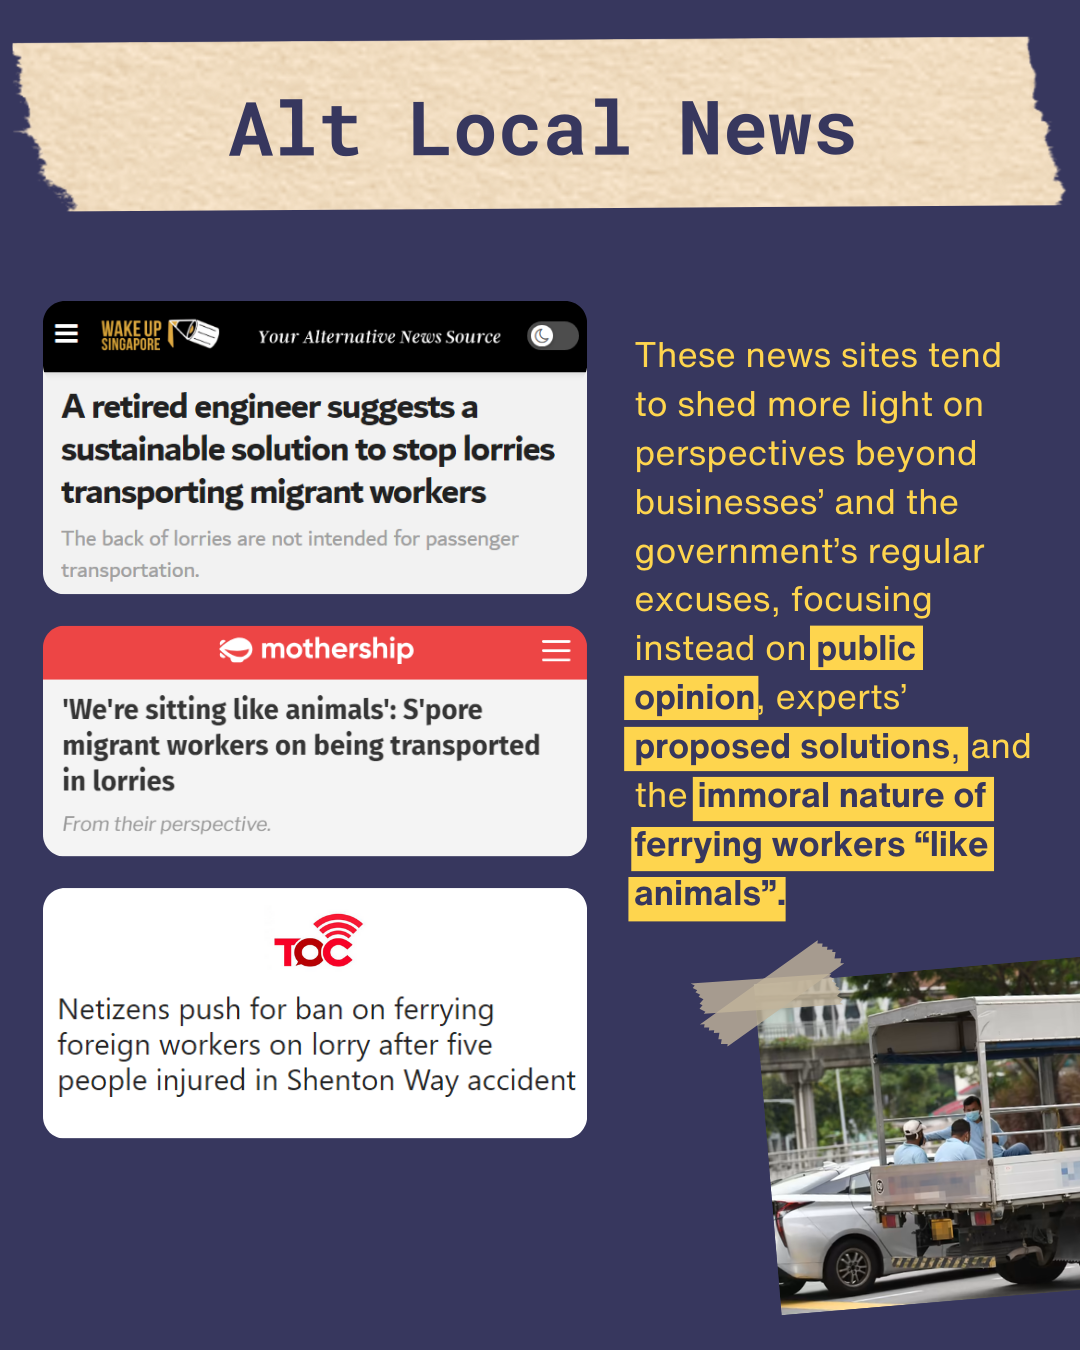 Alt Local News
WAKE UP
SINGAPORE
Your Alternative News Source
A retired engineer suggests a
sustainable solution to stop lorries
transporting migrant workers
The back of lorries are not intended for passenger
transportation.
mothership
'We're sitting like animals': S'pore
migrant workers on being transported
in lorries
From their perspective.
TOC
Netizens push for ban on ferrying
foreign workers on lorry after five
people injured in Shenton Way accident
These news sites tend
to shed more light on
perspectives beyond
businesses’ and the
government’s regular
excuses, focusing
instead on public
opinion, experts’
proposed solutions, and
the immoral nature of
ferrying workers “like
animals”.